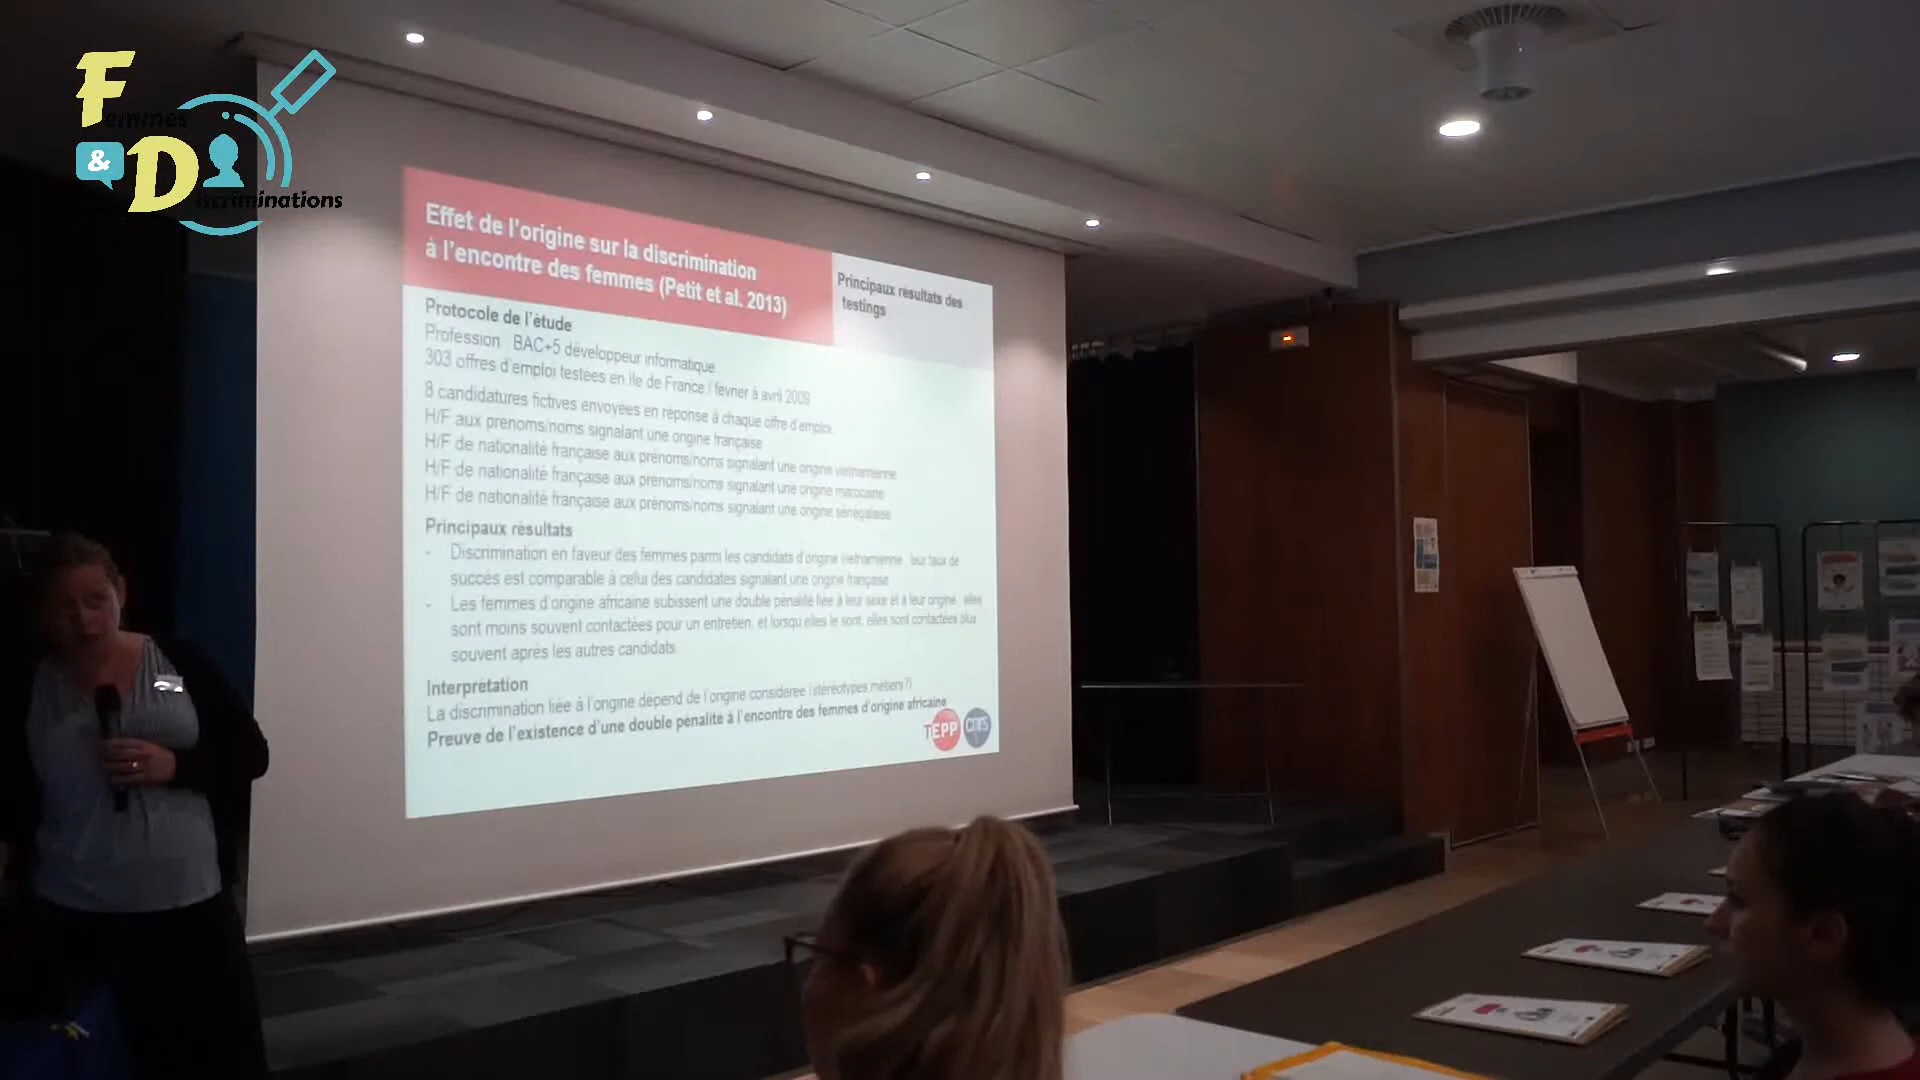 Femmes
& Discriminations
Effet de l'origine sur la discrimination
à l'encontre des femmes (Petit et al. 2013)
Principaux résultats des
testings
Protocole de l'étude
Profession : BAC+5 développeur informatique
303 offres d'emploi testées en Ile de France / février à avril 2009
8 candidatures fictives envoyées en réponse à chaque offre d'emploi
H/F aux prénoms/noms signalant une origine française
H/F de nationalité française aux prénoms/noms signalant une origine vietnamienne
H/F de nationalité française aux prénoms/noms signalant une origine marocaine
H/F de nationalité française aux prénoms/noms signalant une origine sénégalaise
Principaux résultats
- Discrimination en faveur des femmes parmi les candidats d'origine vietnamienne : leur taux de
succès est comparable à celui des candidates signalant une origine française
- Les femmes d'origine africaine subissent une double pénalité liée à leur sexe et à leur origine : elles
sont moins souvent contactées pour un entretien, et lorsqu'elles le sont, elles sont contactées plus
souvent après les autres candidats.
Interprétation
La discrimination liée à l'origine dépend de l'origine considérée (stéréotypes métiers?)
Preuve de l'existence d'une double pénalité à l'encontre des femmes d'origine africaine
TEPP CNRS